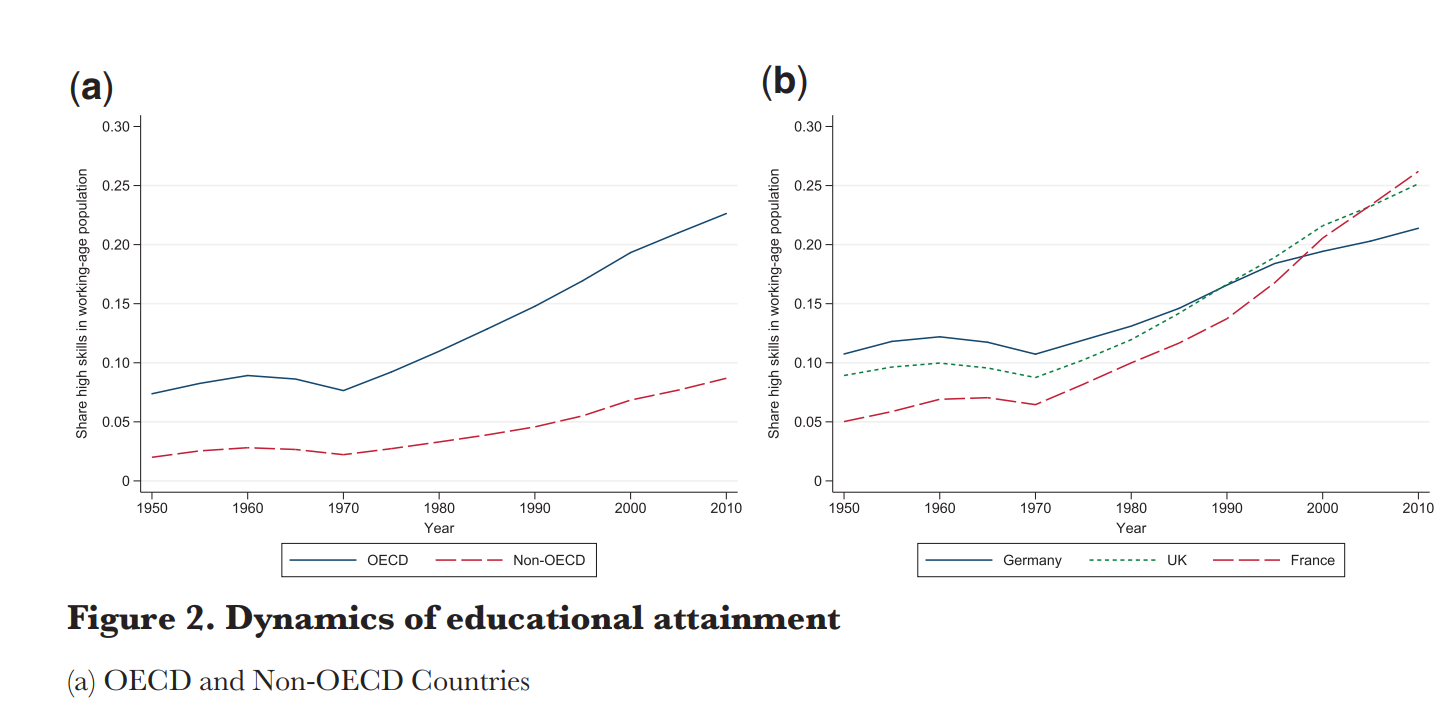 (a)
0.30
0.25
0.20
0.15
0.10
0.05
0
Share high skills in working-age population
1950 1960 1970 1980 1990 2000 2010
Year
OECD Non-OECD
(b)
0.30
0.25
0.20
0.15
0.10
0.05
0
Share high skills in working-age population
1950 1960 1970 1980 1990 2000 2010
Year
Germany UK France
Figure 2. Dynamics of educational attainment
(a) OECD and Non-OECD Countries